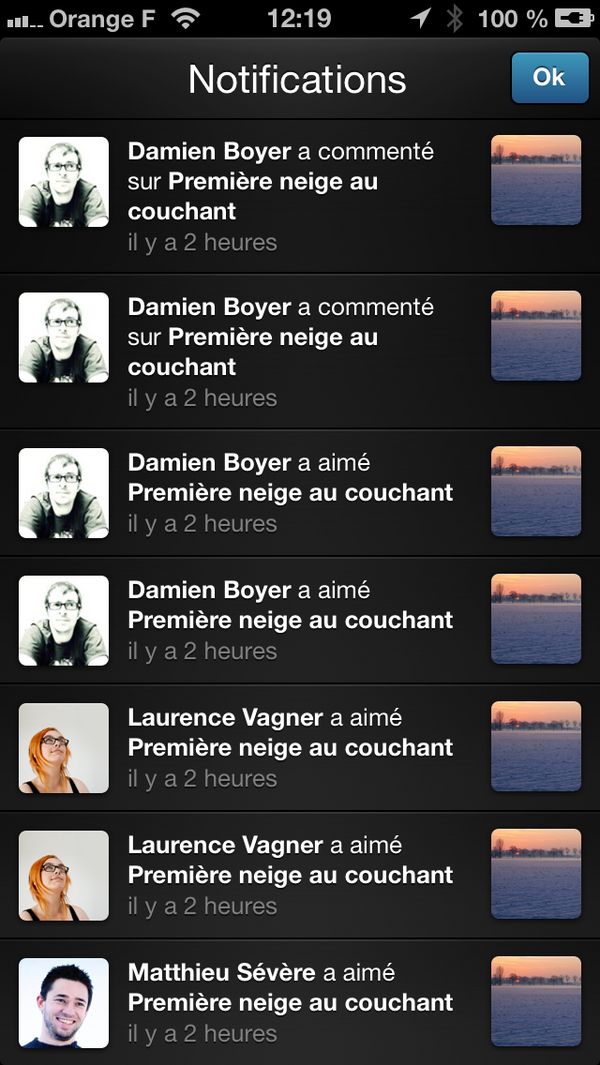 Orange F 12:19 100 %
Notifications Ok
Damien Boyer a commenté
sur Première neige au
couchant
il y a 2 heures
Damien Boyer a commenté
sur Première neige au
couchant
il y a 2 heures
Damien Boyer a aimé
Première neige au couchant
il y a 2 heures
Damien Boyer a aimé
Première neige au couchant
il y a 2 heures
Laurence Vagner a aimé
Première neige au couchant
il y a 2 heures
Laurence Vagner a aimé
Première neige au couchant
il y a 2 heures
Matthieu Sévère a aimé
Première neige au couchant
il y a 2 heures